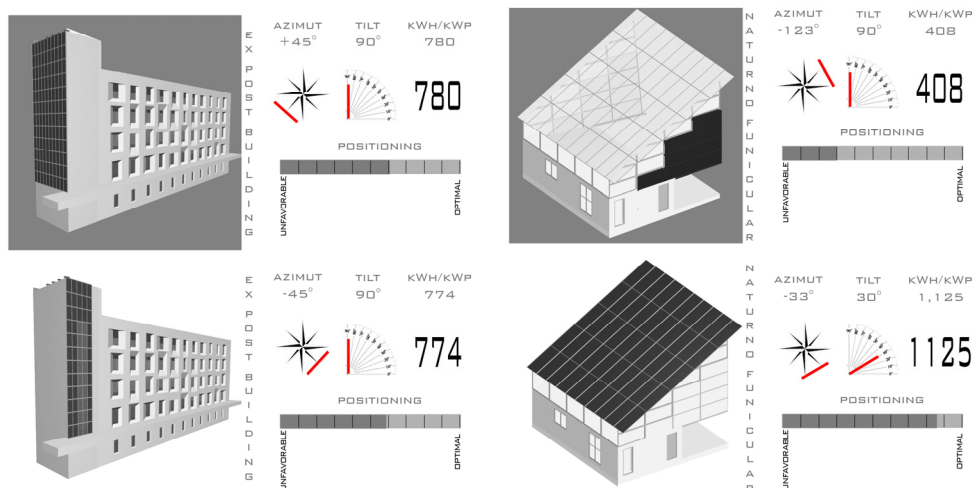 EX POST BUILDING
AZIMUT TILT KWH/KWP
+45° 90° 780
780
POSITIONING
UNFAVORABLE
OPTIMAL
NATURNO FUNICULAR
AZIMUT TILT KWH/KWP
-123° 90° 408
408
POSITIONING
UNFAVORABLE
OPTIMAL
EX POST BUILDING
AZIMUT TILT KWH/KWP
-45° 90° 774
774
POSITIONING
UNFAVORABLE
OPTIMAL
NATURNO FUNICULAR
AZIMUT TILT KWH/KWP
-33° 30° 1,125
1125
POSITIONING
UNFAVORABLE
OPTIMAL